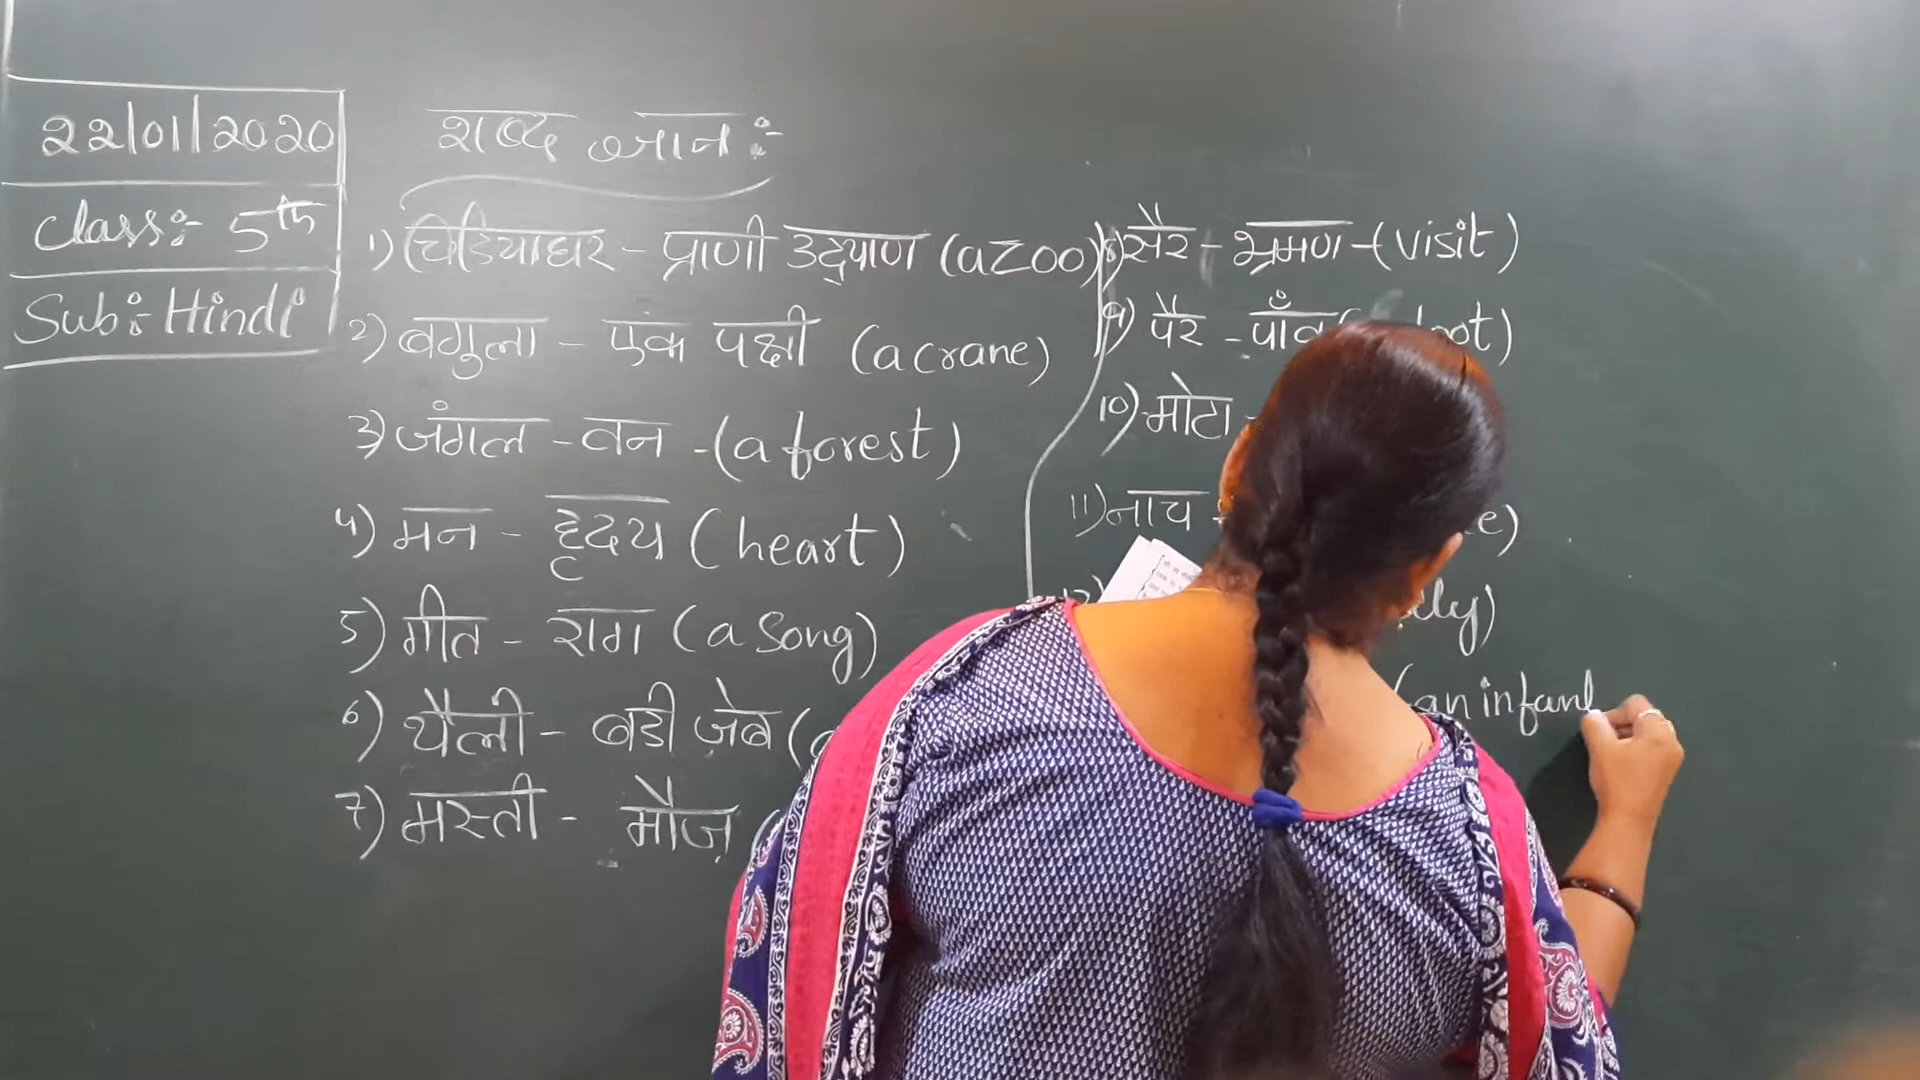 22/01/2020
Class:- 5th
Sub:- Hindi
शब्द ज्ञान :-
1) चिडियाघर - प्राणी उद्याण (a zoo)
2) बगुला - एक पक्षी (a crane)
3) जंगल - वन - (a forest)
4) मन - हृदय (heart)
5) गीत - राग (a song)
6) थैली - बडी ज़ेब (
7) मस्ती - मौज़
8) सैर - भ्रमण - (visit)
9) पैर - पाँव
10) मोटा -
11) नाच -
(an infant